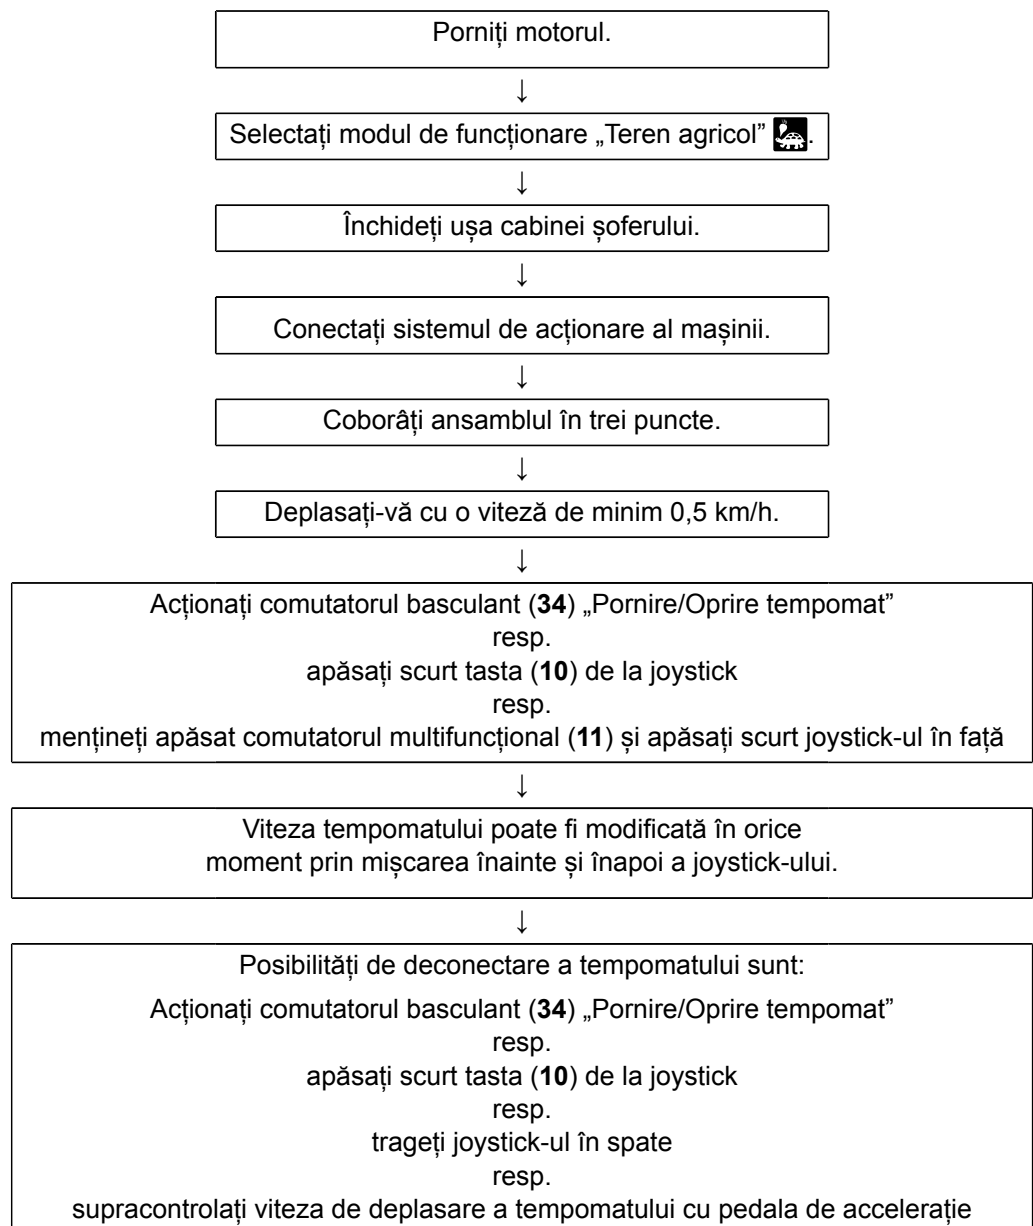 Porniți motorul.
↓
Selectați modul de funcționare „Teren agricol” .
↓
Închideți ușa cabinei șoferului.
↓
Conectați sistemul de acționare al mașinii.
↓
Coborâți ansamblul în trei puncte.
↓
Deplasați-vă cu o viteză de minim 0,5 km/h.
↓
Acționați comutatorul basculant (34) „Pornire/Oprire tempomat”
resp.
apăsați scurt tasta (10) de la joystick
resp.
mențineți apăsat comutatorul multifuncțional (11) și apăsați scurt joystick-ul în față
↓
Viteza tempomatului poate fi modificată în orice
moment prin mișcarea înainte și înapoi a joystick-ului.
↓
Posibilități de deconectare a tempomatului sunt:
Acționați comutatorul basculant (34) „Pornire/Oprire tempomat”
resp.
apăsați scurt tasta (10) de la joystick
resp.
trageți joystick-ul în spate
resp.
supracontrolați viteza de deplasare a tempomatului cu pedala de accelerație